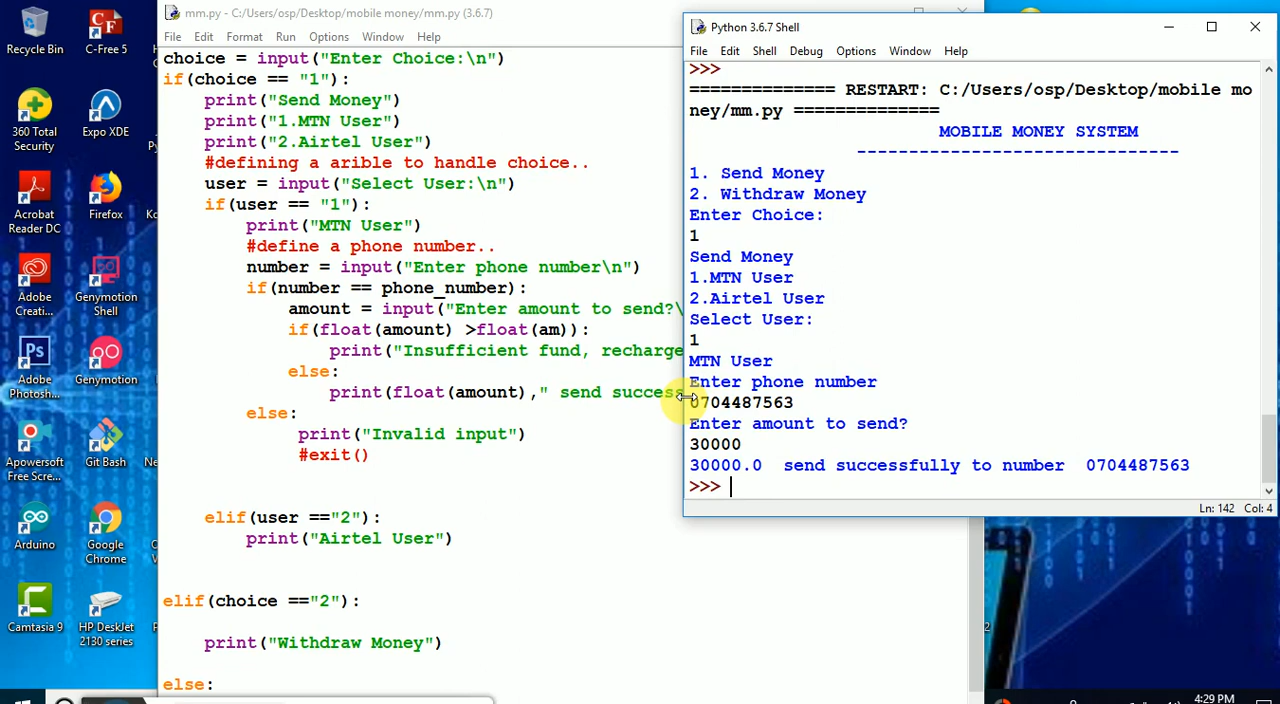 Recycle Bin
C-Free 5
360 Total Security
Expo XDE
Acrobat Reader DC
Firefox
Adobe Creati...
Genymotion Shell
Adobe Photosh...
Genymotion
Apowersoft Free Scre...
Git Bash
Arduino
Google Chrome
Camtasia 9
HP DeskJet 2130 series
mm.py - C:/Users/osp/Desktop/mobile money/mm.py (3.6.7)
File Edit Format Run Options Window Help
choice = input("Enter Choice:\n")
if(choice == "1"):
print("Send Money")
print("1.MTN User")
print("2.Airtel User")
#defining a arible to handle choice..
user = input("Select User:\n")
if(user == "1"):
print("MTN User")
#define a phone number..
number = input("Enter phone number\n")
if(number == phone_number):
amount = input("Enter amount to send?\
if(float(amount) >float(am)):
print("Insufficient fund, recharge
else:
print(float(amount)," send success
else:
print("Invalid input")
#exit()
elif(user =="2"):
print("Airtel User")
elif(choice =="2"):
print("Withdraw Money")
else:
Python 3.6.7 Shell
File Edit Shell Debug Options Window Help
>>>
============== RESTART: C:/Users/osp/Desktop/mobile mo
ney/mm.py ==============
MOBILE MONEY SYSTEM
-------------------------------
1. Send Money
2. Withdraw Money
Enter Choice:
1
Send Money
1.MTN User
2.Airtel User
Select User:
1
MTN User
Enter phone number
0704487563
Enter amount to send?
30000
30000.0  send successfully to number  0704487563
>>>
Ln: 142 Col: 4
4:29 PM